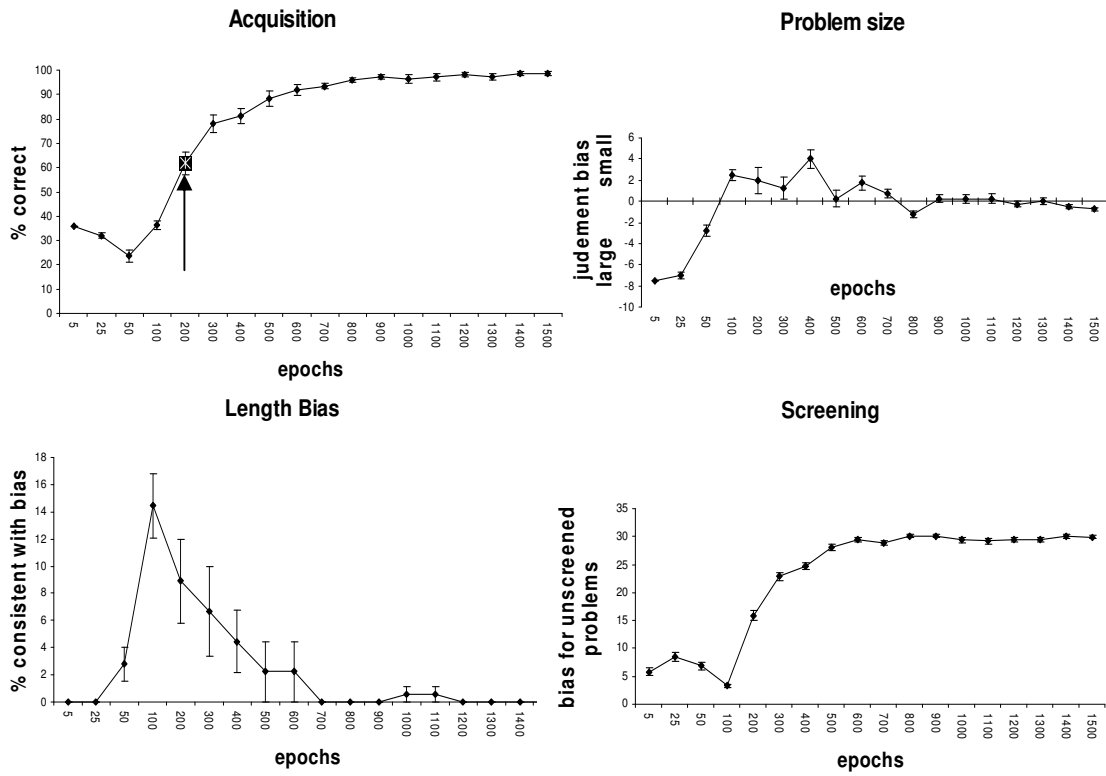 Acquisition
100
90
80
70
60
50
40
30
20
10
0
% correct
5 25 50 100 200 300 400 500 600 700 800 900 1000 1100 1200 1300 1400 1500
epochs
Problem size
6
4
2
0
-2
-4
-6
-8
-10
judement bias
large small
epochs
5 25 50 100 200 300 400 500 600 700 800 900 1000 1100 1200 1300 1400 1500
Length Bias
18
16
14
12
10
8
6
4
2
0
% consistent with bias
5 25 50 100 200 300 400 500 600 700 800 900 1000 1100 1200 1300 1400
epochs
Screening
35
30
25
20
15
10
5
0
bias for unscreened
problems
5 25 50 100 200 300 400 500 600 700 800 900 1000 1100 1200 1300 1400 1500
epochs